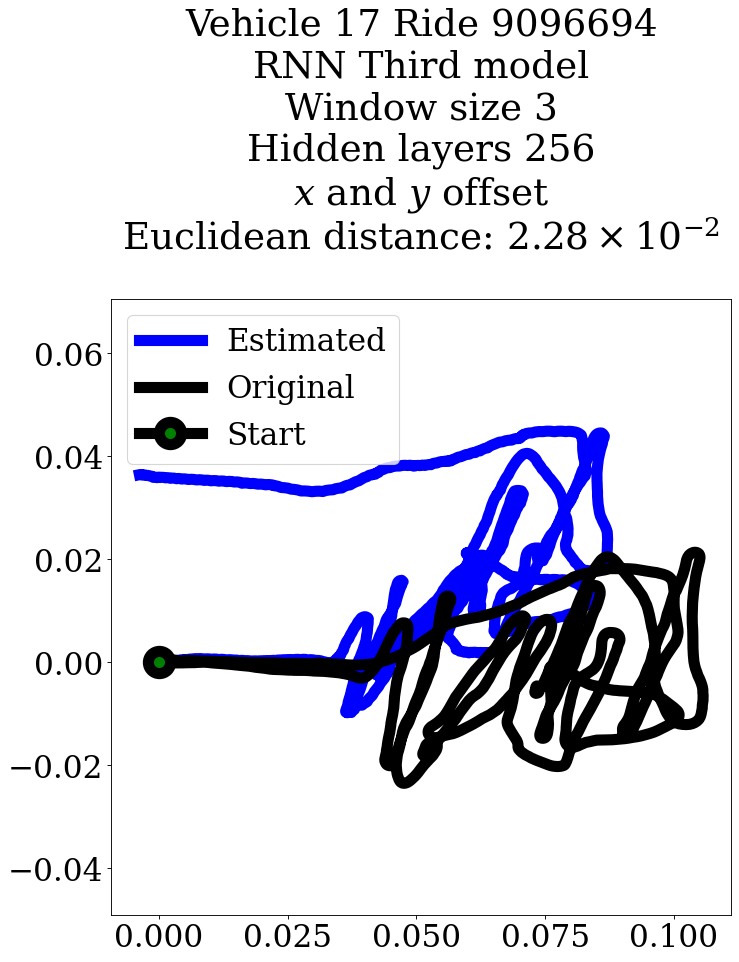 Vehicle 17 Ride 9096694
RNN Third model
Window size 3
Hidden layers 256
x and y offset
Euclidean distance: 2.28 × 10⁻²
Estimated
Original
Start
0.06
0.04
0.02
0.00
−0.02
−0.04
0.000 0.025 0.050 0.075 0.100